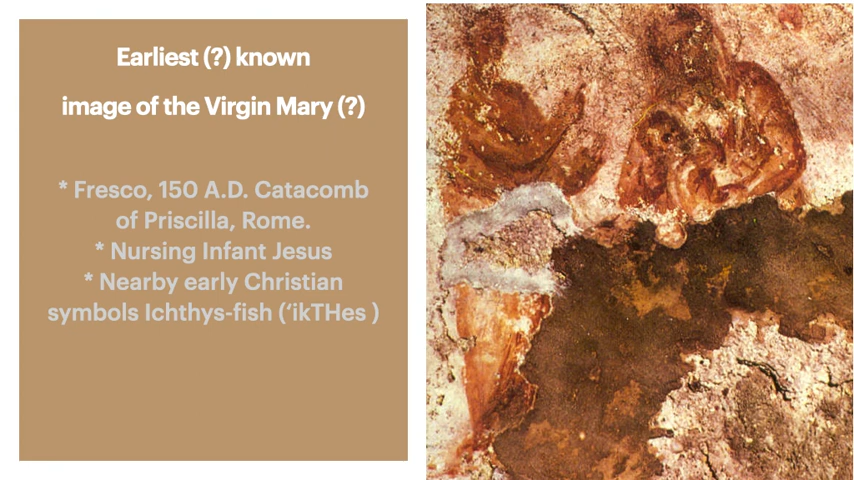 Earliest (?) known
image of the Virgin Mary (?)
* Fresco, 150 A.D. Catacomb
of Priscilla, Rome.
* Nursing Infant Jesus
* Nearby early Christian
symbols Ichthys-fish (‘ikTHes )